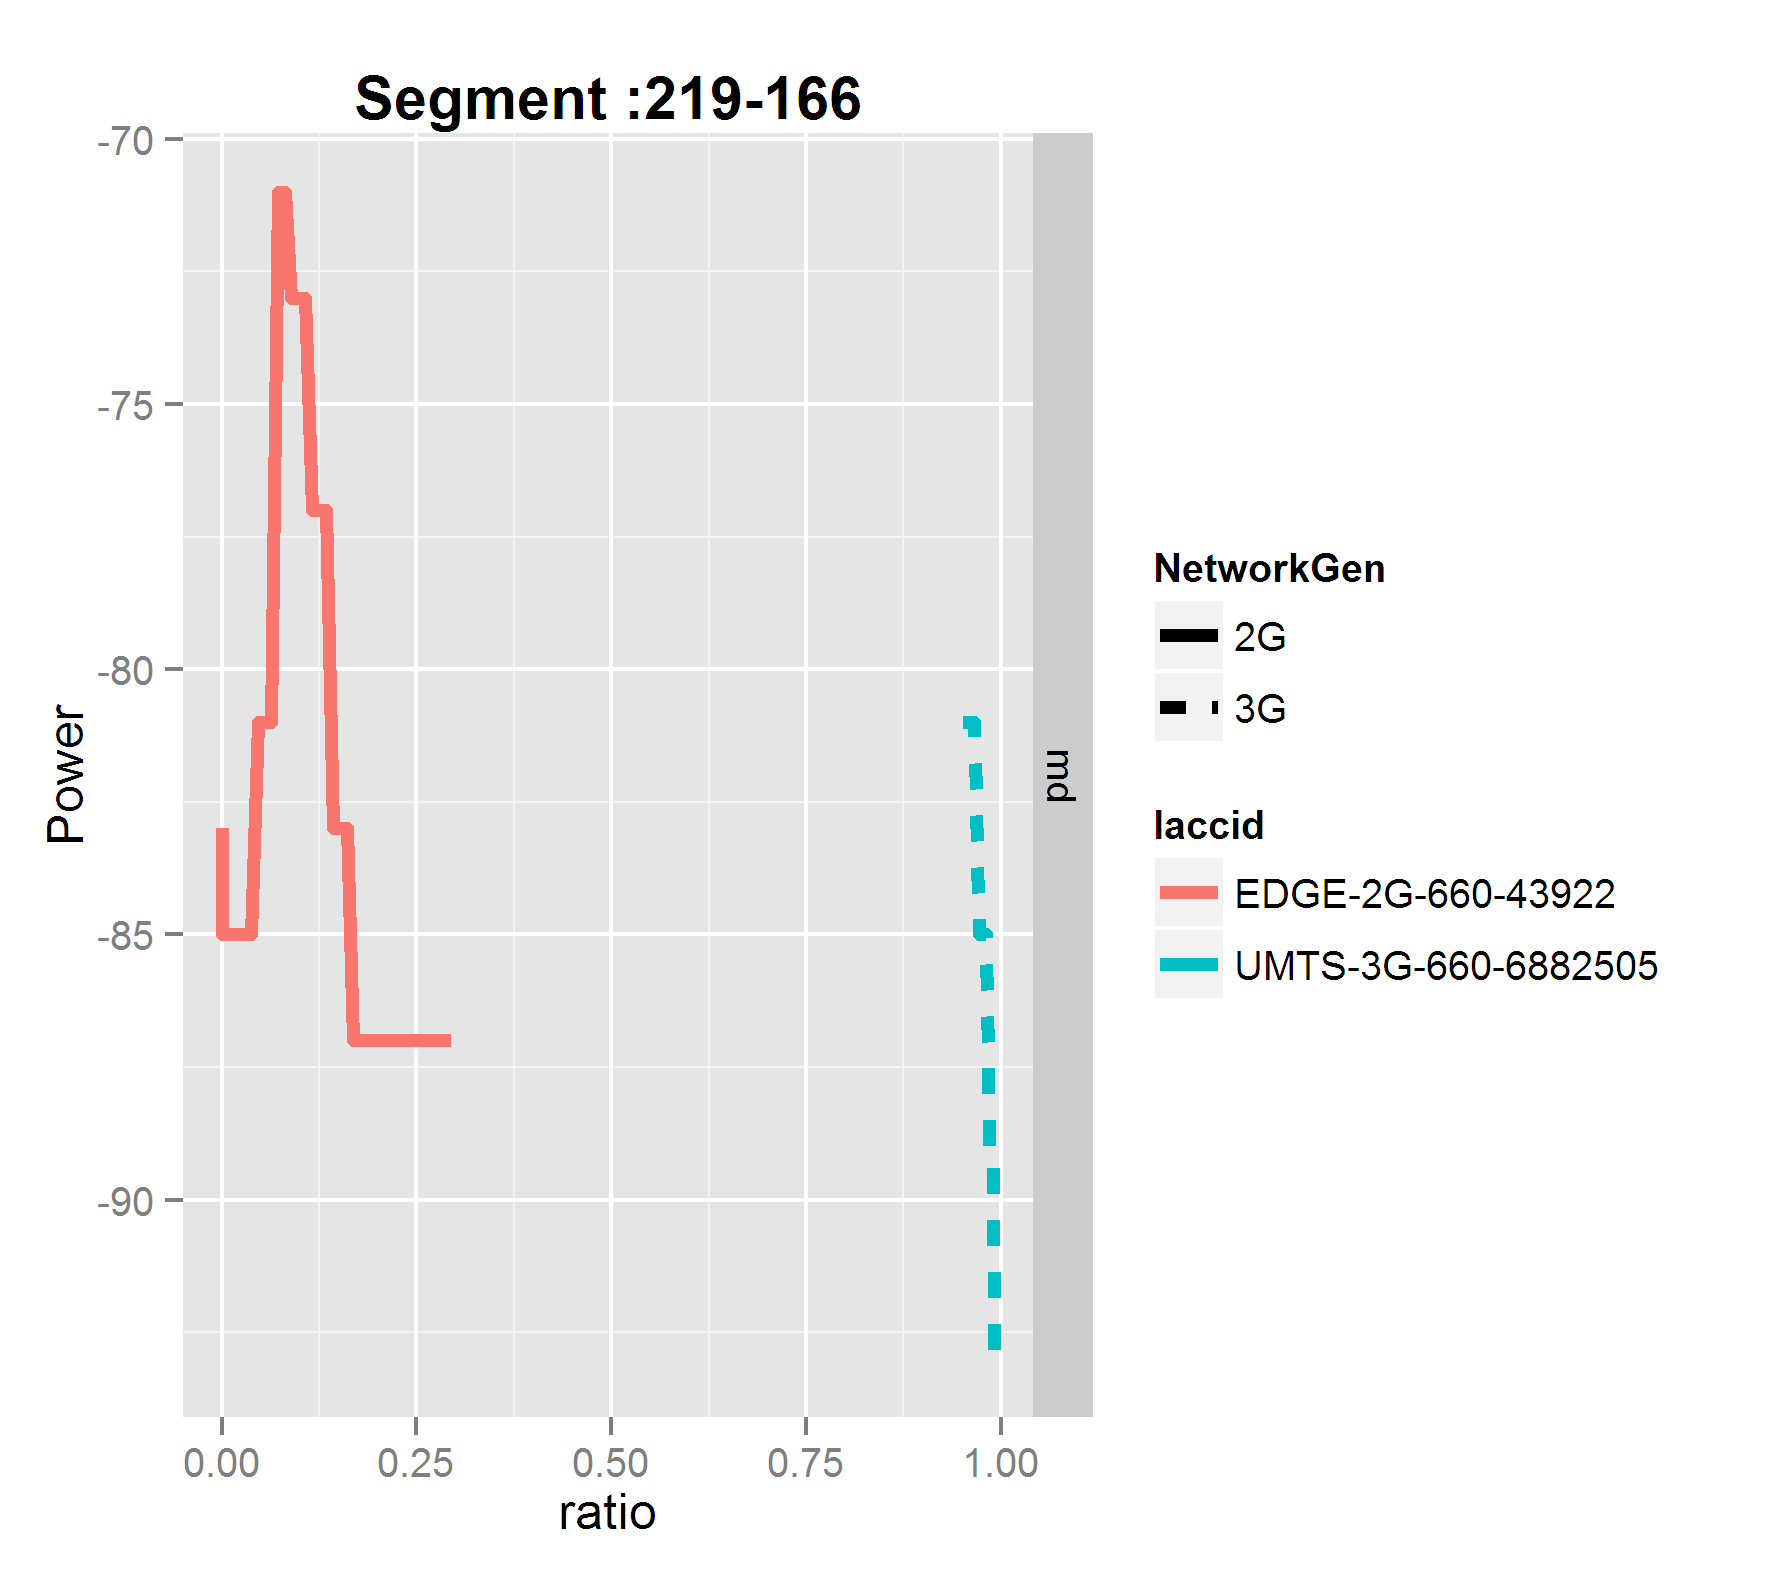 Segment :219-166
-70
-75
-80
-85
-90
Power
0.00 0.25 0.50 0.75 1.00
ratio
md
NetworkGen
2G
3G
laccid
EDGE-2G-660-43922
UMTS-3G-660-6882505